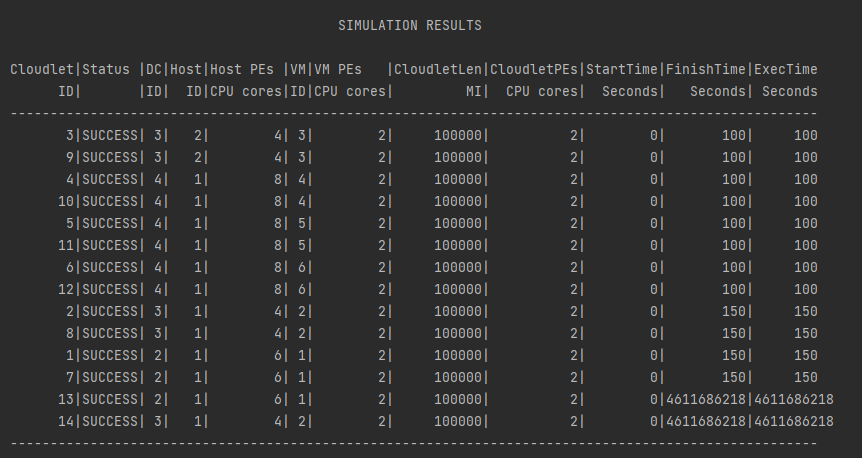 SIMULATION RESULTS
Cloudlet|Status |DC|Host|Host PEs |VM|VM PEs   |CloudletLen|CloudletPEs|StartTime|FinishTime|ExecTime
      ID|       |ID|  ID|CPU cores|ID|CPU cores|         MI|  CPU cores|  Seconds|   Seconds| Seconds
-----------------------------------------------------------------------------------------------------
       3|SUCCESS| 3|   2|        4| 3|        2|     100000|          2|        0|       100|     100
       9|SUCCESS| 3|   2|        4| 3|        2|     100000|          2|        0|       100|     100
       4|SUCCESS| 4|   1|        8| 4|        2|     100000|          2|        0|       100|     100
      10|SUCCESS| 4|   1|        8| 4|        2|     100000|          2|        0|       100|     100
       5|SUCCESS| 4|   1|        8| 5|        2|     100000|          2|        0|       100|     100
      11|SUCCESS| 4|   1|        8| 5|        2|     100000|          2|        0|       100|     100
       6|SUCCESS| 4|   1|        8| 6|        2|     100000|          2|        0|       100|     100
      12|SUCCESS| 4|   1|        8| 6|        2|     100000|          2|        0|       100|     100
       2|SUCCESS| 3|   1|        4| 2|        2|     100000|          2|        0|       150|     150
       8|SUCCESS| 3|   1|        4| 2|        2|     100000|          2|        0|       150|     150
       1|SUCCESS| 2|   1|        6| 1|        2|     100000|          2|        0|       150|     150
       7|SUCCESS| 2|   1|        6| 1|        2|     100000|          2|        0|       150|     150
      13|SUCCESS| 2|   1|        6| 1|        2|     100000|          2|        0|4611686218|4611686218
      14|SUCCESS| 3|   1|        4| 2|        2|     100000|          2|        0|4611686218|4611686218
-----------------------------------------------------------------------------------------------------